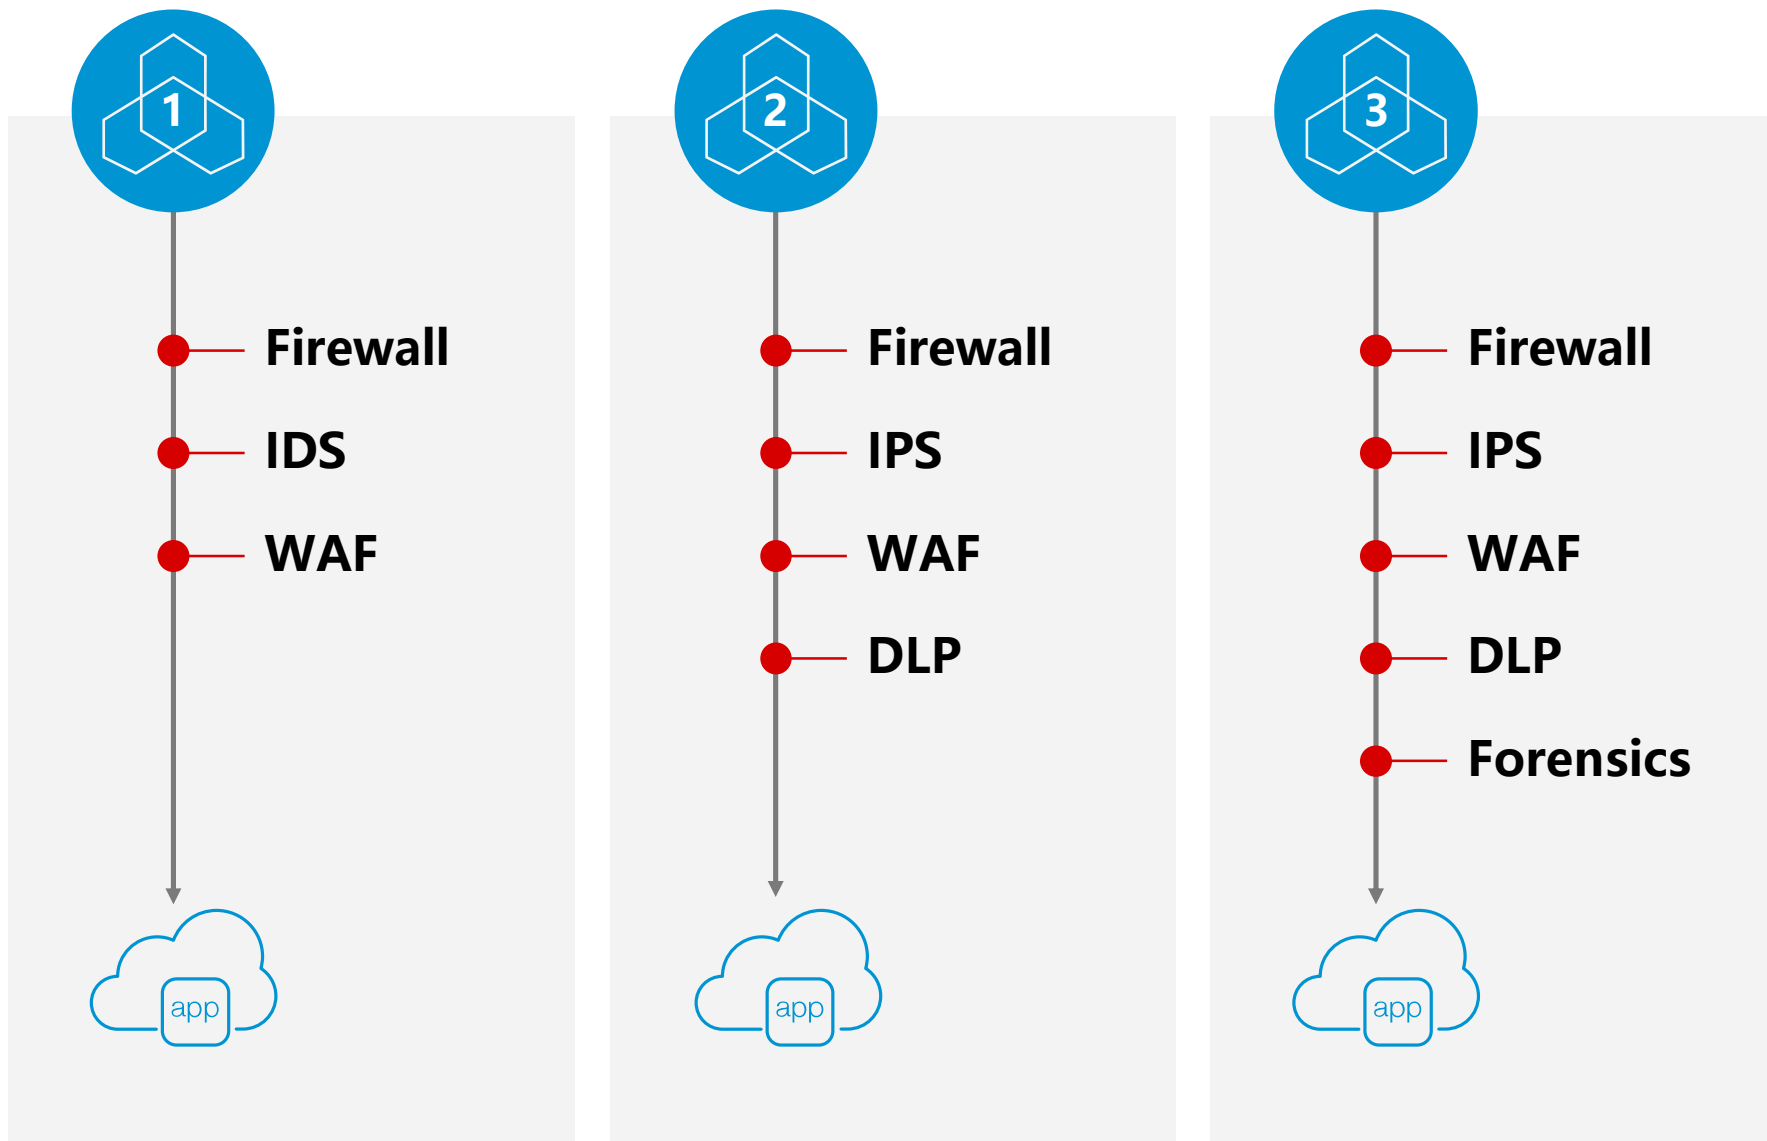 1
Firewall
IDS
WAF
app
2
Firewall
IPS
WAF
DLP
app
3
Firewall
IPS
WAF
DLP
Forensics
app